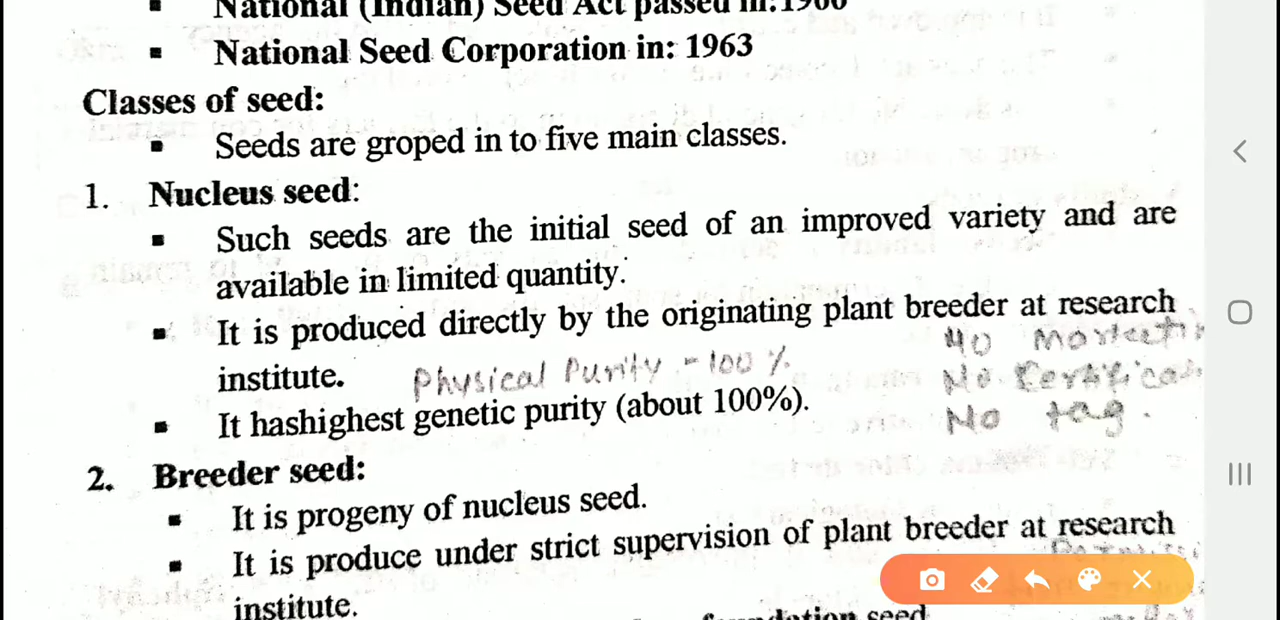 National (Indian) Seed Act passed in: 1966
National Seed Corporation in: 1963
Classes of seed:
Seeds are groped in to five main classes.
1. Nucleus seed:
Such seeds are the initial seed of an improved variety and are
available in limited quantity.
It is produced directly by the originating plant breeder at research
institute.
Physical Purity - 100 %
No
No
No tag.
It hashighest genetic purity (about 100%).
2. Breeder seed:
It is progeny of nucleus seed.
It is produce under strict supervision of plant breeder at research
institute.
foundation seed